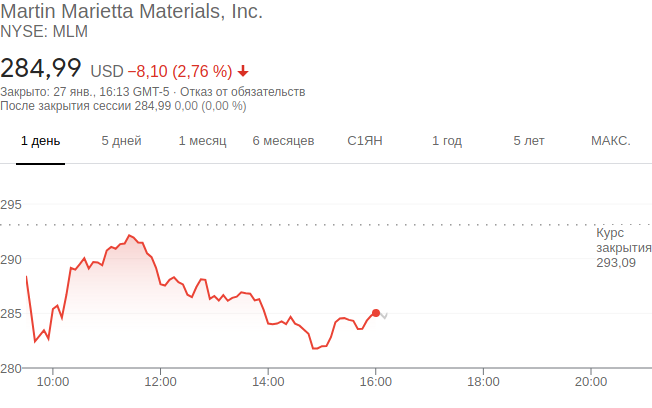 Martin Marietta Materials, Inc.
NYSE: MLM
284,99 USD −8,10 (2,76 %)
Закрыто: 27 янв., 16:13 GMT-5 · Отказ от обязательств
После закрытия сессии 284,99 0,00 (0,00 %)
1 день 5 дней 1 месяц 6 месяцев С1ЯН 1 год 5 лет МАКС.
295
Курс
закрытия
293,09
290
285
280
10:00 12:00 14:00 16:00 18:00 20:00